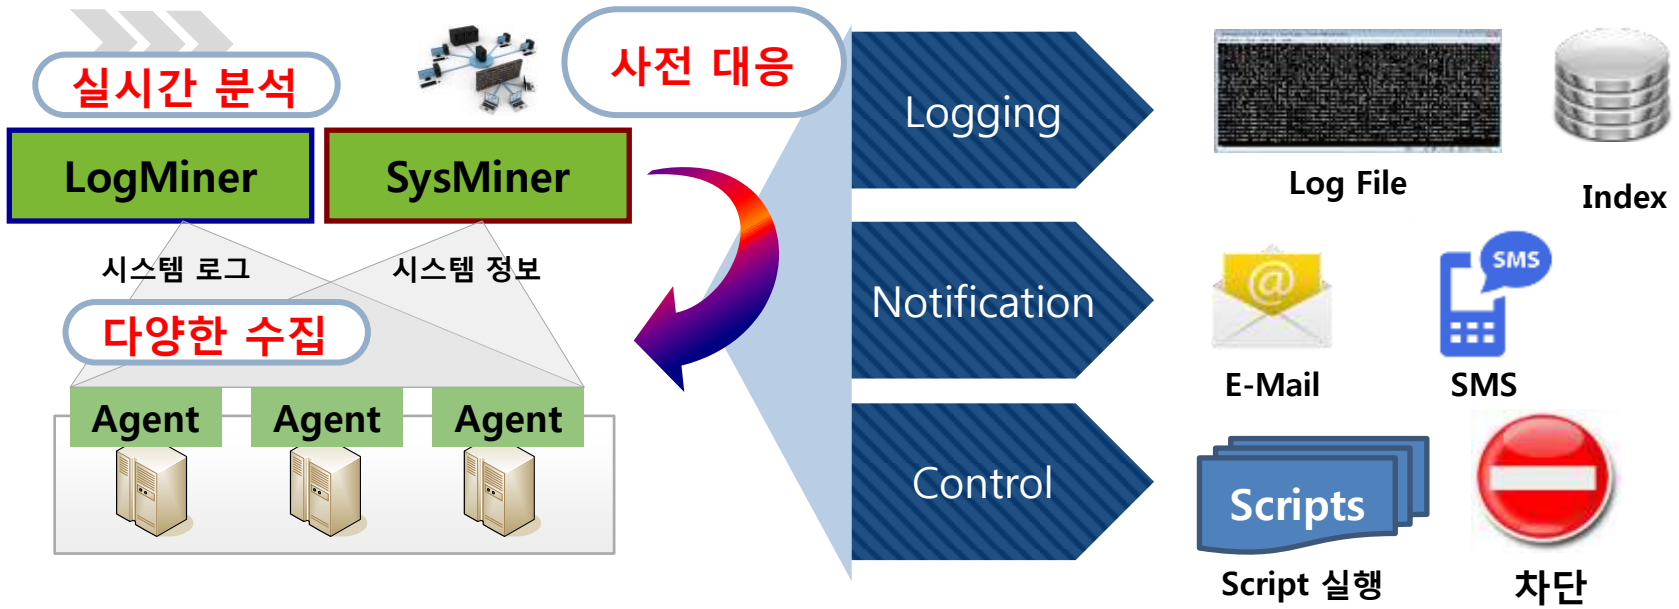 실시간 분석
사전 대응
LogMiner
SysMiner
시스템 로그
시스템 정보
다양한 수집
Agent
Agent
Agent
Logging
Log File
Index
Notification
@
SMS
E-Mail
SMS
Control
Scripts
Script 실행
차단